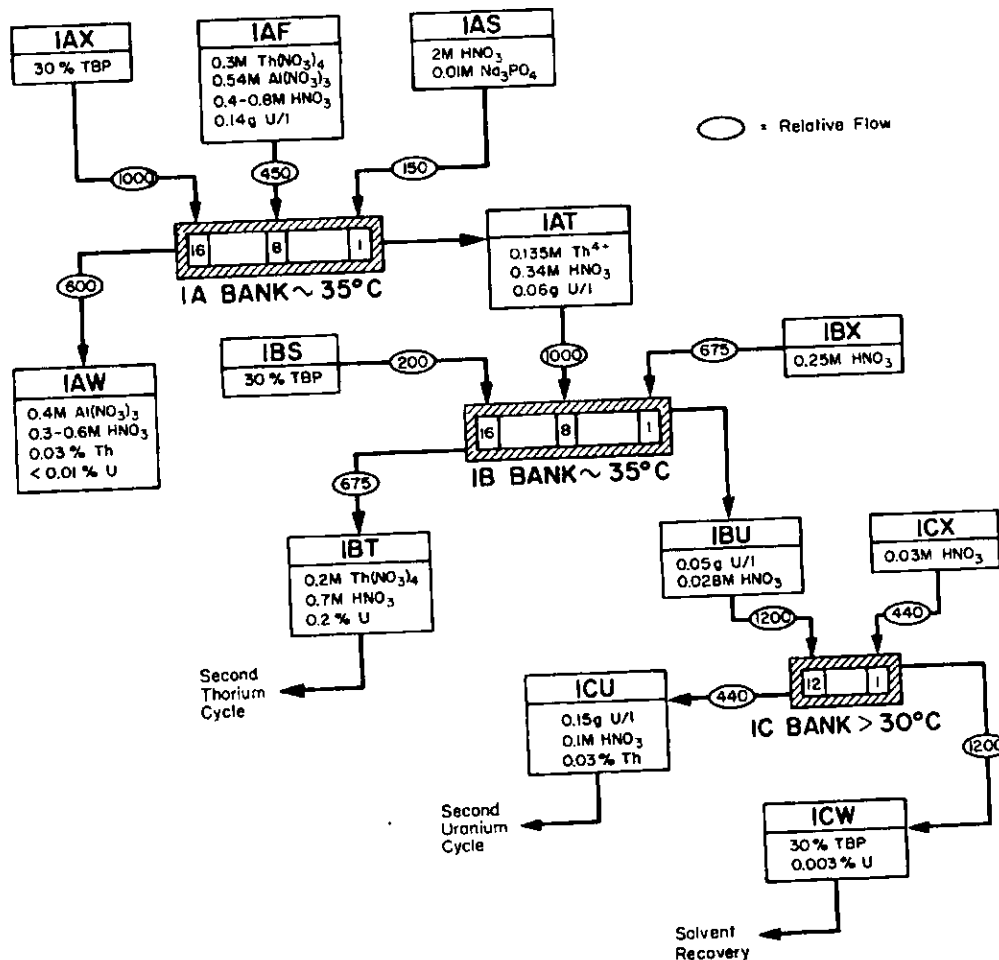 IAX
30% TBP
IAF
0.3M Th(NO₃)₄
0.54M Al(NO₃)₃
0.4-0.8M HNO₃
0.14g U/l
IAS
2M HNO₃
0.01M Na₃PO₄
= Relative Flow
1000
450
150
16 8 1
IA BANK ~ 35°C
600
IAW
0.4M Al(NO₃)₃
0.3-0.6M HNO₃
0.03% Th
< 0.01% U
IAT
0.135M Th⁴⁺
0.34M HNO₃
0.06g U/l
IBS
30% TBP
200
1000
675
IBX
0.25M HNO₃
16 8 1
IB BANK ~ 35°C
675
IBT
0.2M Th(NO₃)₄
0.7M HNO₃
0.2% U
Second
Thorium
Cycle
IBU
0.05g U/l
0.028M HNO₃
ICX
0.03M HNO₃
1200
440
12 1
IC BANK > 30°C
440
ICU
0.15g U/l
0.1M HNO₃
0.03% Th
Second
Uranium
Cycle
1200
ICW
30% TBP
0.003% U
Solvent
Recovery